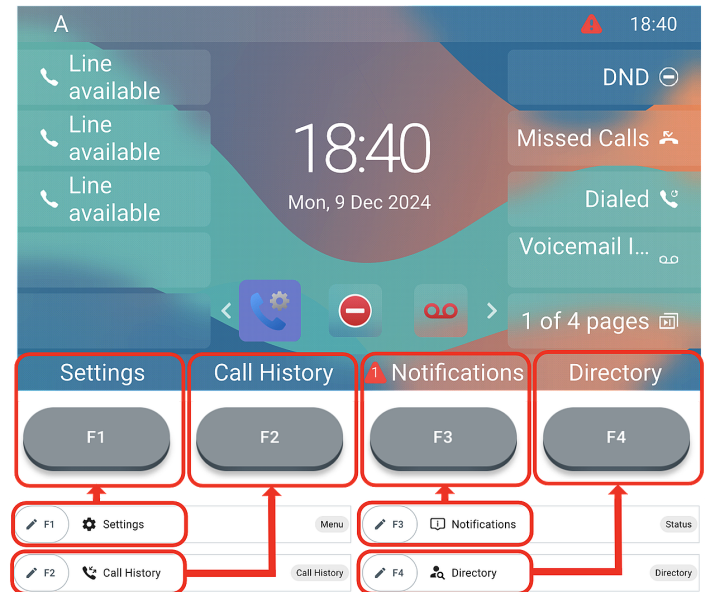 A
18:40
Line
available
Line
available
Line
available
DND
Missed Calls
Dialed
Voicemail I...
1 of 4 pages
18:40
Mon, 9 Dec 2024
Settings
Call History
1 Notifications
Directory
F1
F2
F3
F4
F1 Settings Menu
F3 Notifications Status
F2 Call History Call History
F4 Directory Directory